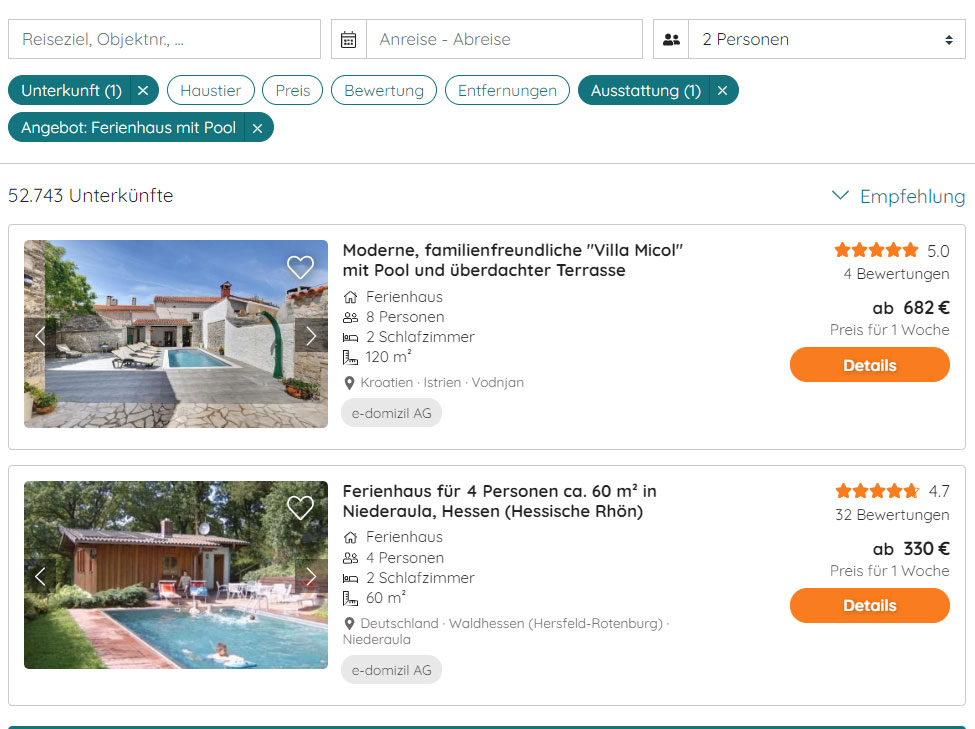 Reiseziel, Objektnr., ...
Anreise - Abreise
2 Personen
Unterkunft (1) ×
Haustier
Preis
Bewertung
Entfernungen
Ausstattung (1) ×
Angebot: Ferienhaus mit Pool ×
52.743 Unterkünfte
Empfehlung
Moderne, familienfreundliche "Villa Micol"
mit Pool und überdachter Terrasse
Ferienhaus
8 Personen
2 Schlafzimmer
120 m²
Kroatien · Istrien · Vodnjan
e-domizil AG
5.0
4 Bewertungen
ab 682 €
Preis für 1 Woche
Details
Ferienhaus für 4 Personen ca. 60 m² in
Niederaula, Hessen (Hessische Rhön)
Ferienhaus
4 Personen
2 Schlafzimmer
60 m²
Deutschland · Waldhessen (Hersfeld-Rotenburg) ·
Niederaula
e-domizil AG
4.7
32 Bewertungen
ab 330 €
Preis für 1 Woche
Details